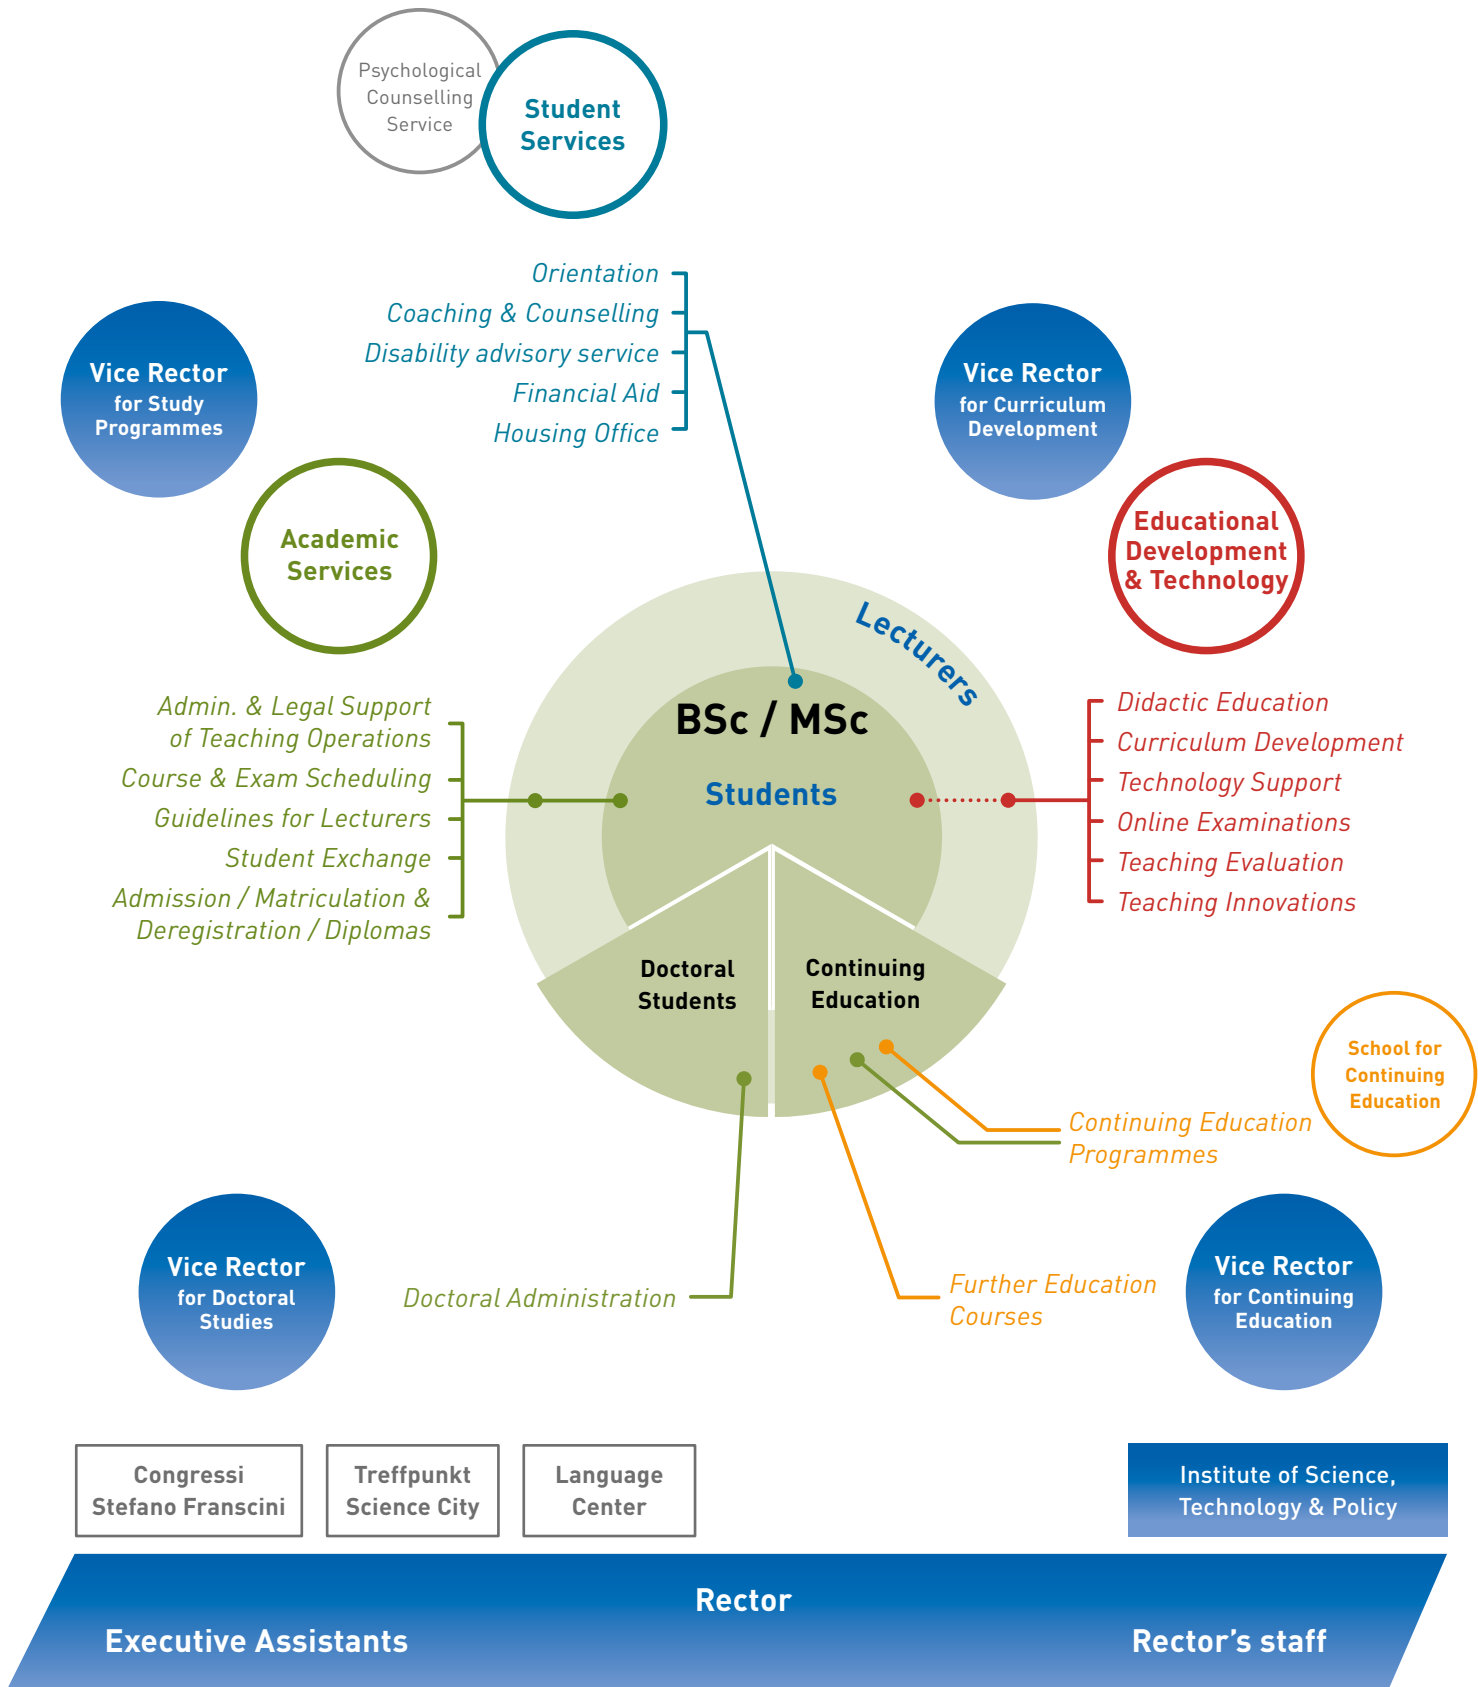 Psychological
Counselling
Service
Student
Services
Orientation
Coaching & Counselling
Disability advisory service
Financial Aid
Housing Office
Vice Rector
for Study
Programmes
Vice Rector
for Curriculum
Development
Academic
Services
Educational
Development
& Technology
Lecturers
BSc / MSc
Students
Admin. & Legal Support
of Teaching Operations
Course & Exam Scheduling
Guidelines for Lecturers
Student Exchange
Admission / Matriculation &
Deregistration / Diplomas
Didactic Education
Curriculum Development
Technology Support
Online Examinations
Teaching Evaluation
Teaching Innovations
Doctoral
Students
Continuing
Education
School for
Continuing
Education
Continuing Education
Programmes
Vice Rector
for Doctoral
Studies
Doctoral Administration
Further Education
Courses
Vice Rector
for Continuing
Education
Congressi
Stefano Franscini
Treffpunkt
Science City
Language
Center
Institute of Science,
Technology & Policy
Rector
Executive Assistants
Rector’s staff